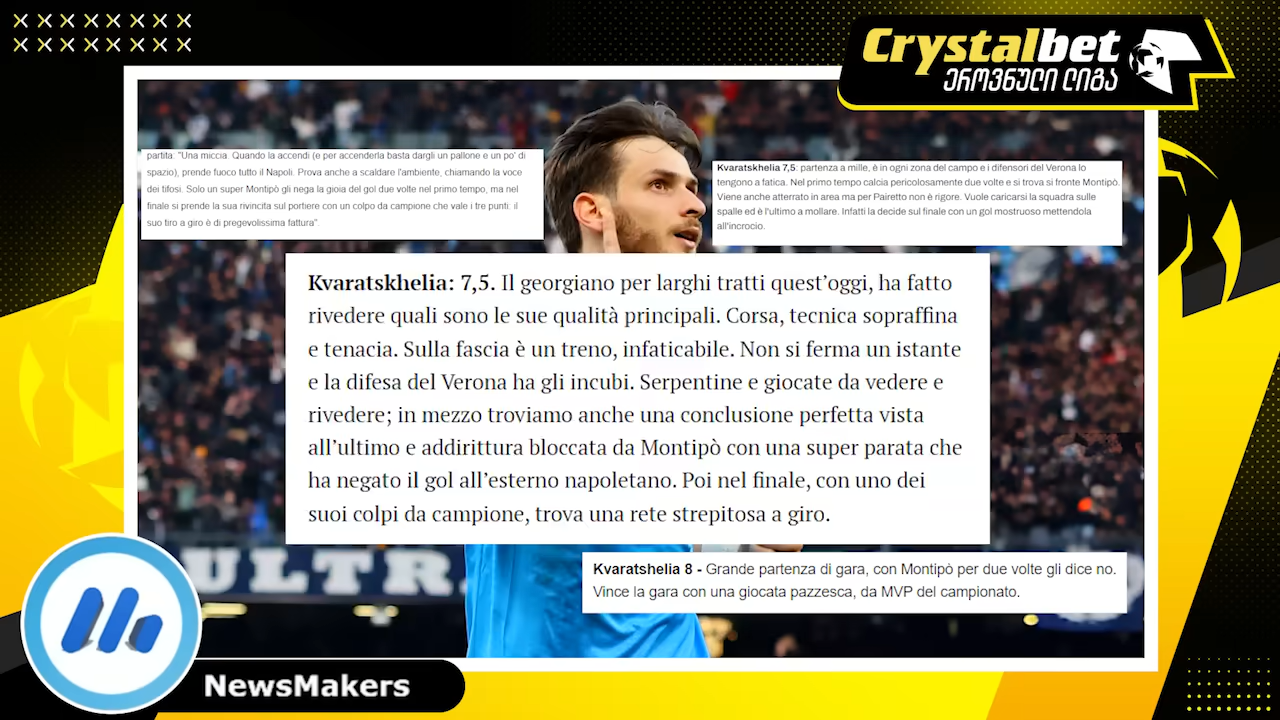 Crystalbet
ეროვნული ლიგა
partita: "Una miccia. Quando la accendi (e per accenderla basta dargli un pallone e un po' di
spazio), prende fuoco tutto il Napoli. Prova anche a scaldare l'ambiente, chiamando la voce
dei tifosi. Solo un super Montipò gli nega la gioia del gol due volte nel primo tempo, ma nel
finale si prende la sua rivincita sul portiere con un colpo da campione che vale i tre punti: il
suo tiro a giro è di pregevolissima fattura".
Kvaratskhelia 7,5: partenza a mille, è in ogni zona del campo e i difensori del Verona lo
tengono a fatica. Nel primo tempo calcia pericolosamente due volte e si trova si fronte Montipò.
Viene anche atterrato in area ma per Pairetto non è rigore. Vuole caricarsi la squadra sulle
spalle ed è l'ultimo a mollare. Infatti la decide sul finale con un gol mostruoso mettendola
all'incrocio.
Kvaratskhelia: 7,5. Il georgiano per larghi tratti quest’oggi, ha fatto
rivedere quali sono le sue qualità principali. Corsa, tecnica sopraffina
e tenacia. Sulla fascia è un treno, infaticabile. Non si ferma un istante
e la difesa del Verona ha gli incubi. Serpentine e giocate da vedere e
rivedere; in mezzo troviamo anche una conclusione perfetta vista
all’ultimo e addirittura bloccata da Montipò con una super parata che
ha negato il gol all’esterno napoletano. Poi nel finale, con uno dei
suoi colpi da campione, trova una rete strepitosa a giro.
ULTR
Kvaratshelia 8 - Grande partenza di gara, con Montipò per due volte gli dice no.
Vince la gara con una giocata pazzesca, da MVP del campionato.
NewsMakers